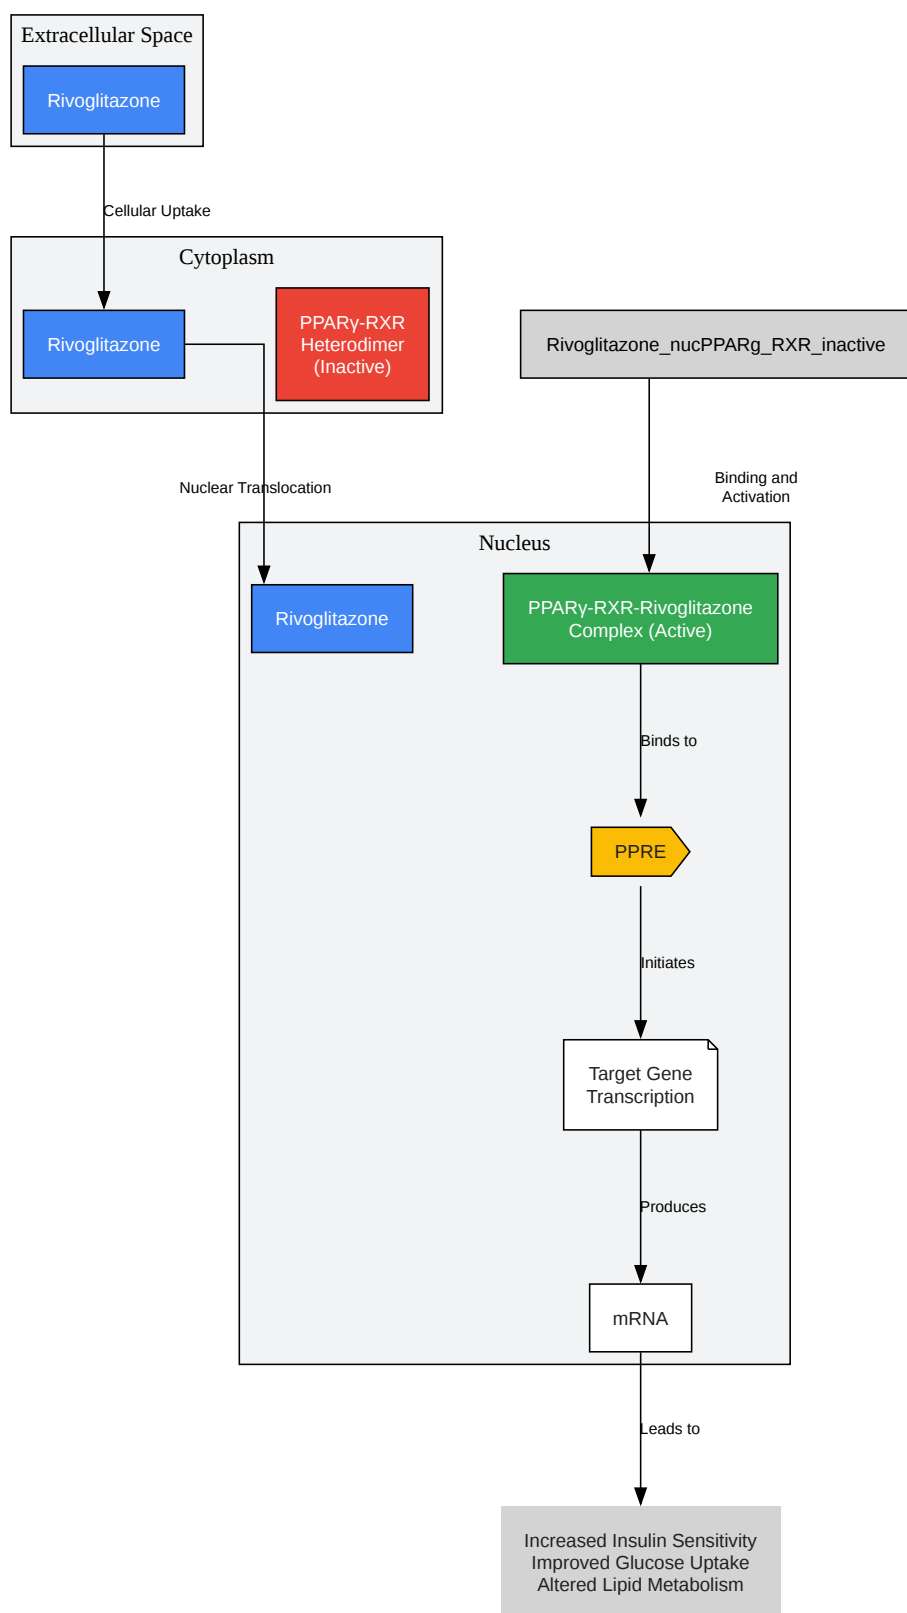 Extracellular Space
Rivoglitazone
Cellular Uptake
Cytoplasm
Rivoglitazone
PPARγ-RXR
Heterodimer
(Inactive)
Rivoglitazone_nucPPARg_RXR_inactive
Nuclear Translocation
Binding and
Activation
Nucleus
Rivoglitazone
PPARγ-RXR-Rivoglitazone
Complex (Active)
Binds to
PPRE
Initiates
Target Gene
Transcription
Produces
mRNA
Leads to
Increased Insulin Sensitivity
Improved Glucose Uptake
Altered Lipid Metabolism